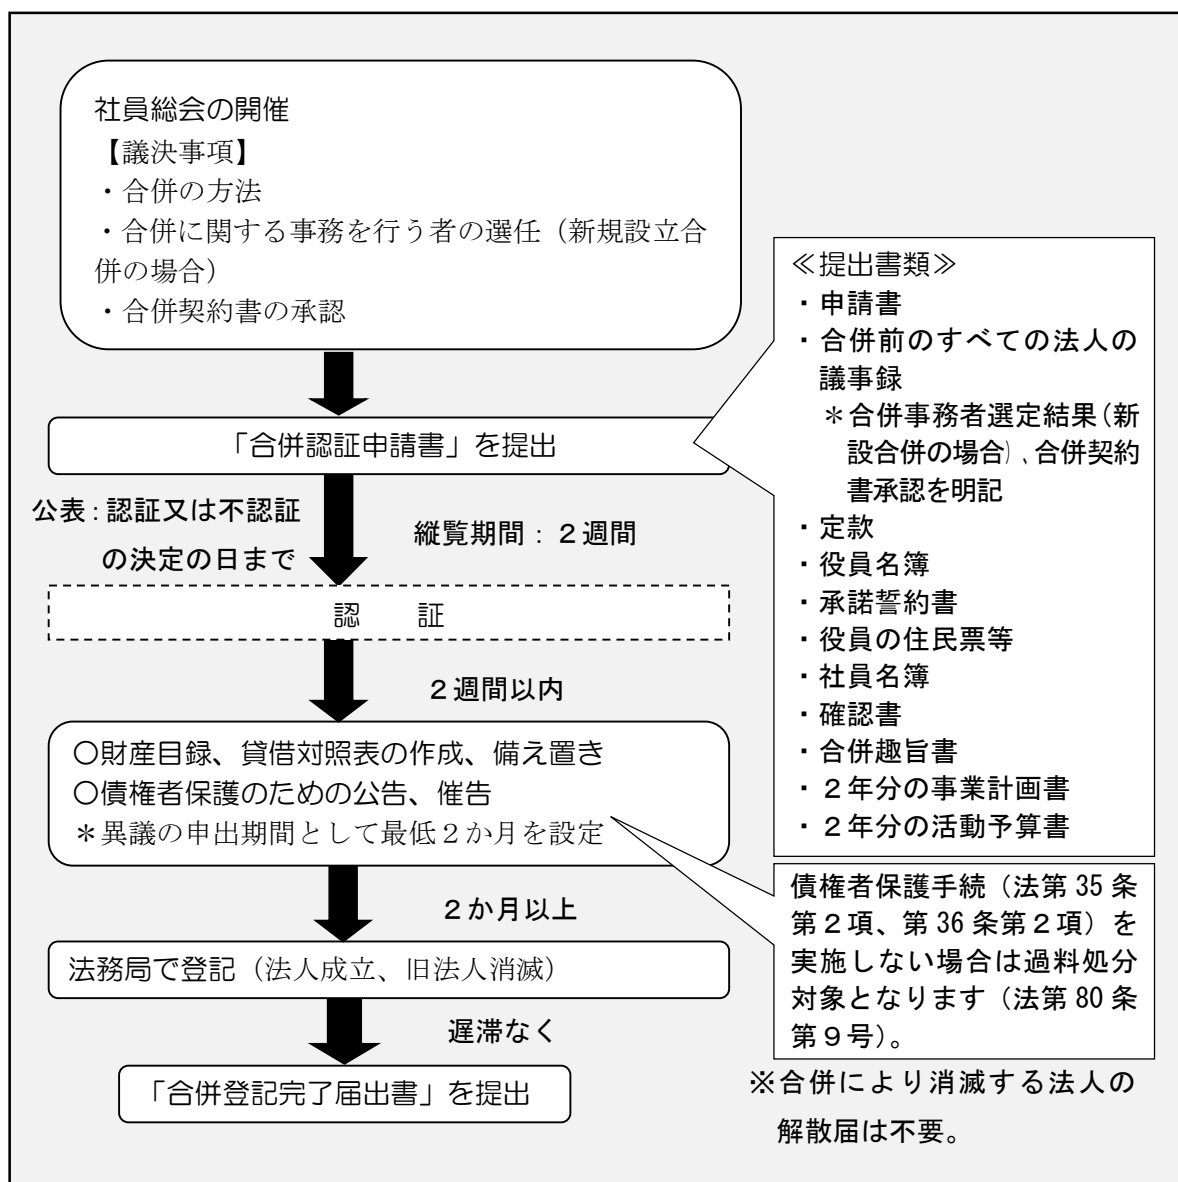 社員総会の開催
【議決事項】
・合併の方法
・合併に関する事務を行う者の選任（新規設立合
併の場合）
・合併契約書の承認
「合併認証申請書」を提出
≪提出書類≫
・申請書
・合併前のすべての法人の
議事録
＊合併事務者選定結果（新
設合併の場合）、合併契約
書承認を明記
・定款
・役員名簿
・承諾誓約書
・役員の住民票等
・社員名簿
・確認書
・合併趣旨書
・２年分の事業計画書
・２年分の活動予算書
公表：認証又は不認証
の決定の日まで
縦覧期間：２週間
認　　証
２週間以内
○財産目録、貸借対照表の作成、備え置き
○債権者保護のための公告、催告
＊異議の申出期間として最低２か月を設定
債権者保護手続（法第 35 条
第２項、第 36 条第２項）を
実施しない場合は過料処分
対象となります（法第 80 条
第９号）。
２か月以上
法務局で登記（法人成立、旧法人消滅）
遅滞なく
「合併登記完了届出書」を提出
※合併により消滅する法人の
解散届は不要。